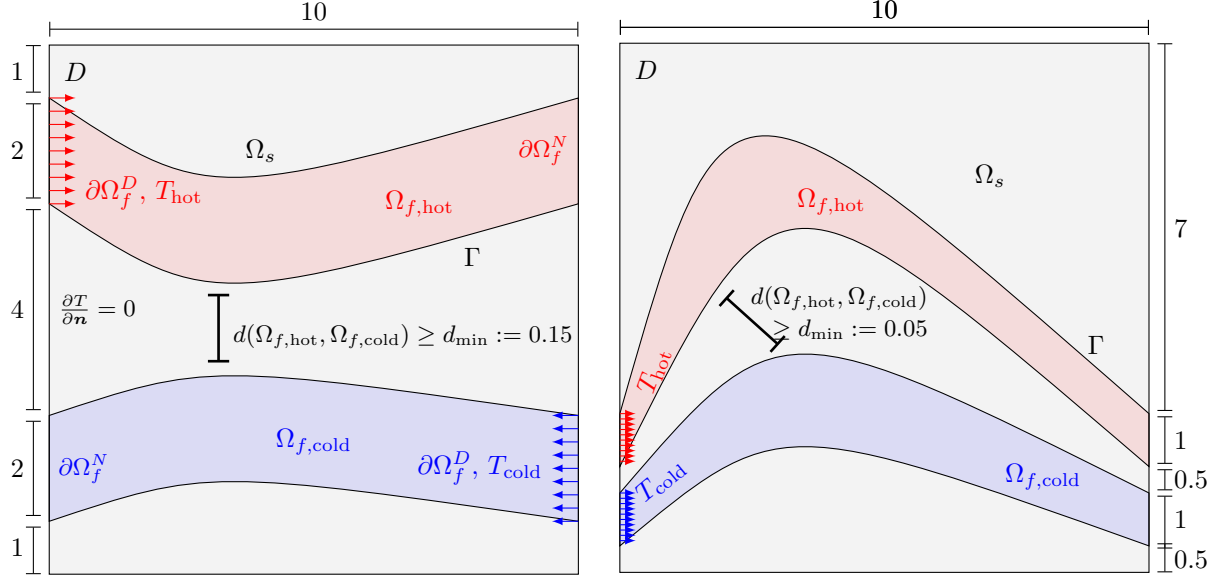 10
1
2
4
2
1
D
Ω_s
∂Ω_f^N
∂Ω_f^D, T_hot
Ω_{f,hot}
Γ
∂T/∂n = 0
d(Ω_{f,hot}, Ω_{f,cold}) ≥ d_min := 0.15
Ω_{f,cold}
∂Ω_f^N
∂Ω_f^D, T_cold
10
D
Ω_s
Ω_{f,hot}
7
d(Ω_{f,hot}, Ω_{f,cold})
≥ d_min := 0.05
Γ
T_hot
T_cold
Ω_{f,cold}
1
0.5
1
0.5